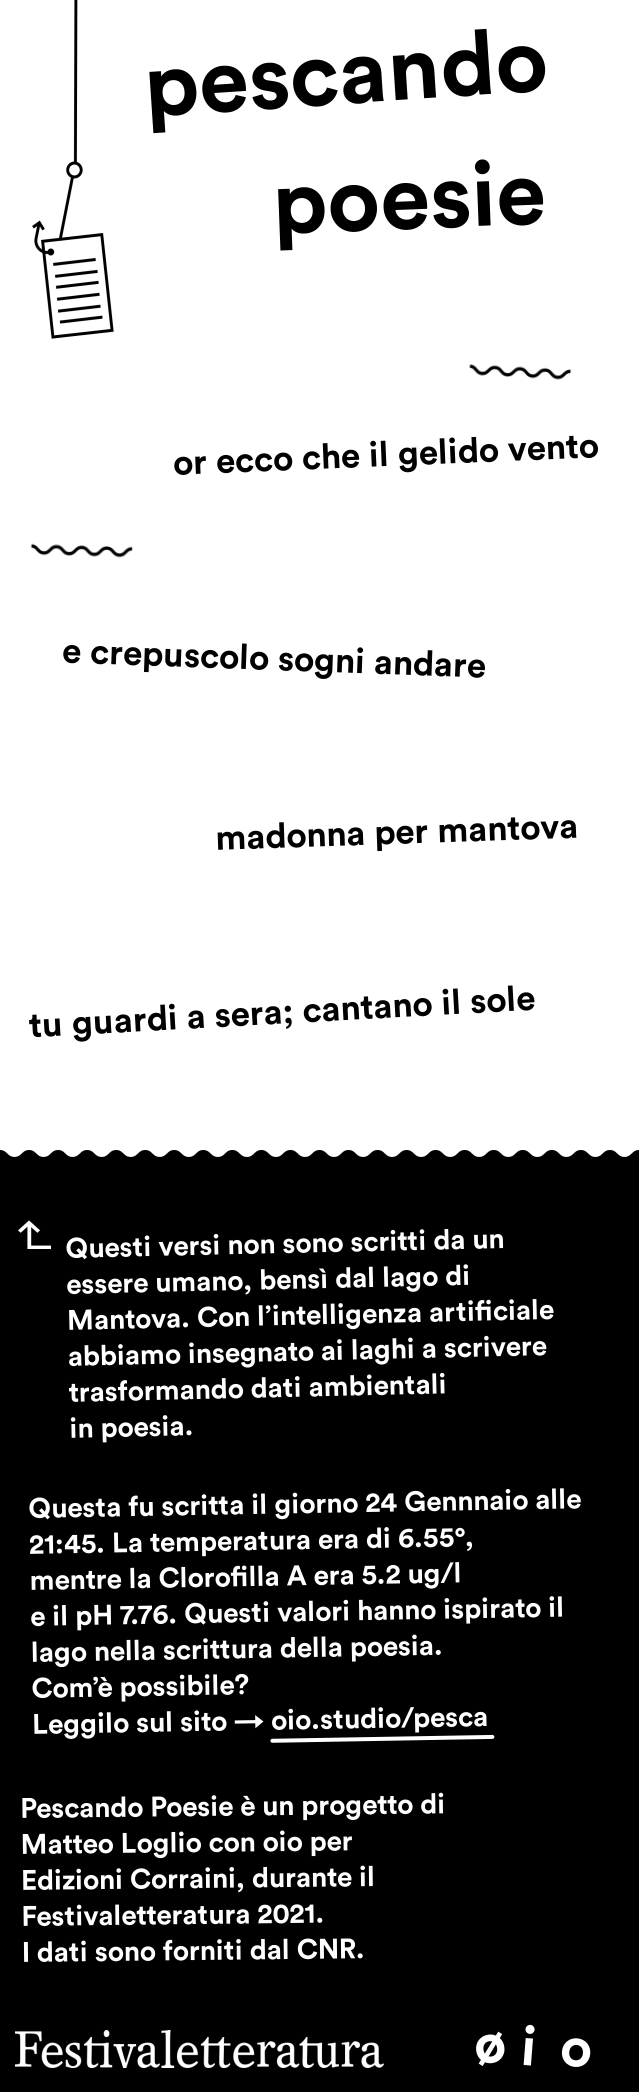 pescando
poesie
or ecco che il gelido vento
e crepuscolo sogni andare
madonna per mantova
tu guardi a sera; cantano il sole
Questi versi non sono scritti da un
essere umano, bensì dal lago di
Mantova. Con l’intelligenza artificiale
abbiamo insegnato ai laghi a scrivere
trasformando dati ambientali
in poesia.
Questa fu scritta il giorno 24 Gennnaio alle
21:45. La temperatura era di 6.55°,
mentre la Clorofilla A era 5.2 ug/l
e il pH 7.76. Questi valori hanno ispirato il
lago nella scrittura della poesia.
Com’è possibile?
Leggilo sul sito → oio.studio/pesca
Pescando Poesie è un progetto di
Matteo Loglio con oio per
Edizioni Corraini, durante il
Festivaletteratura 2021.
I dati sono forniti dal CNR.
Festivaletteratura øio